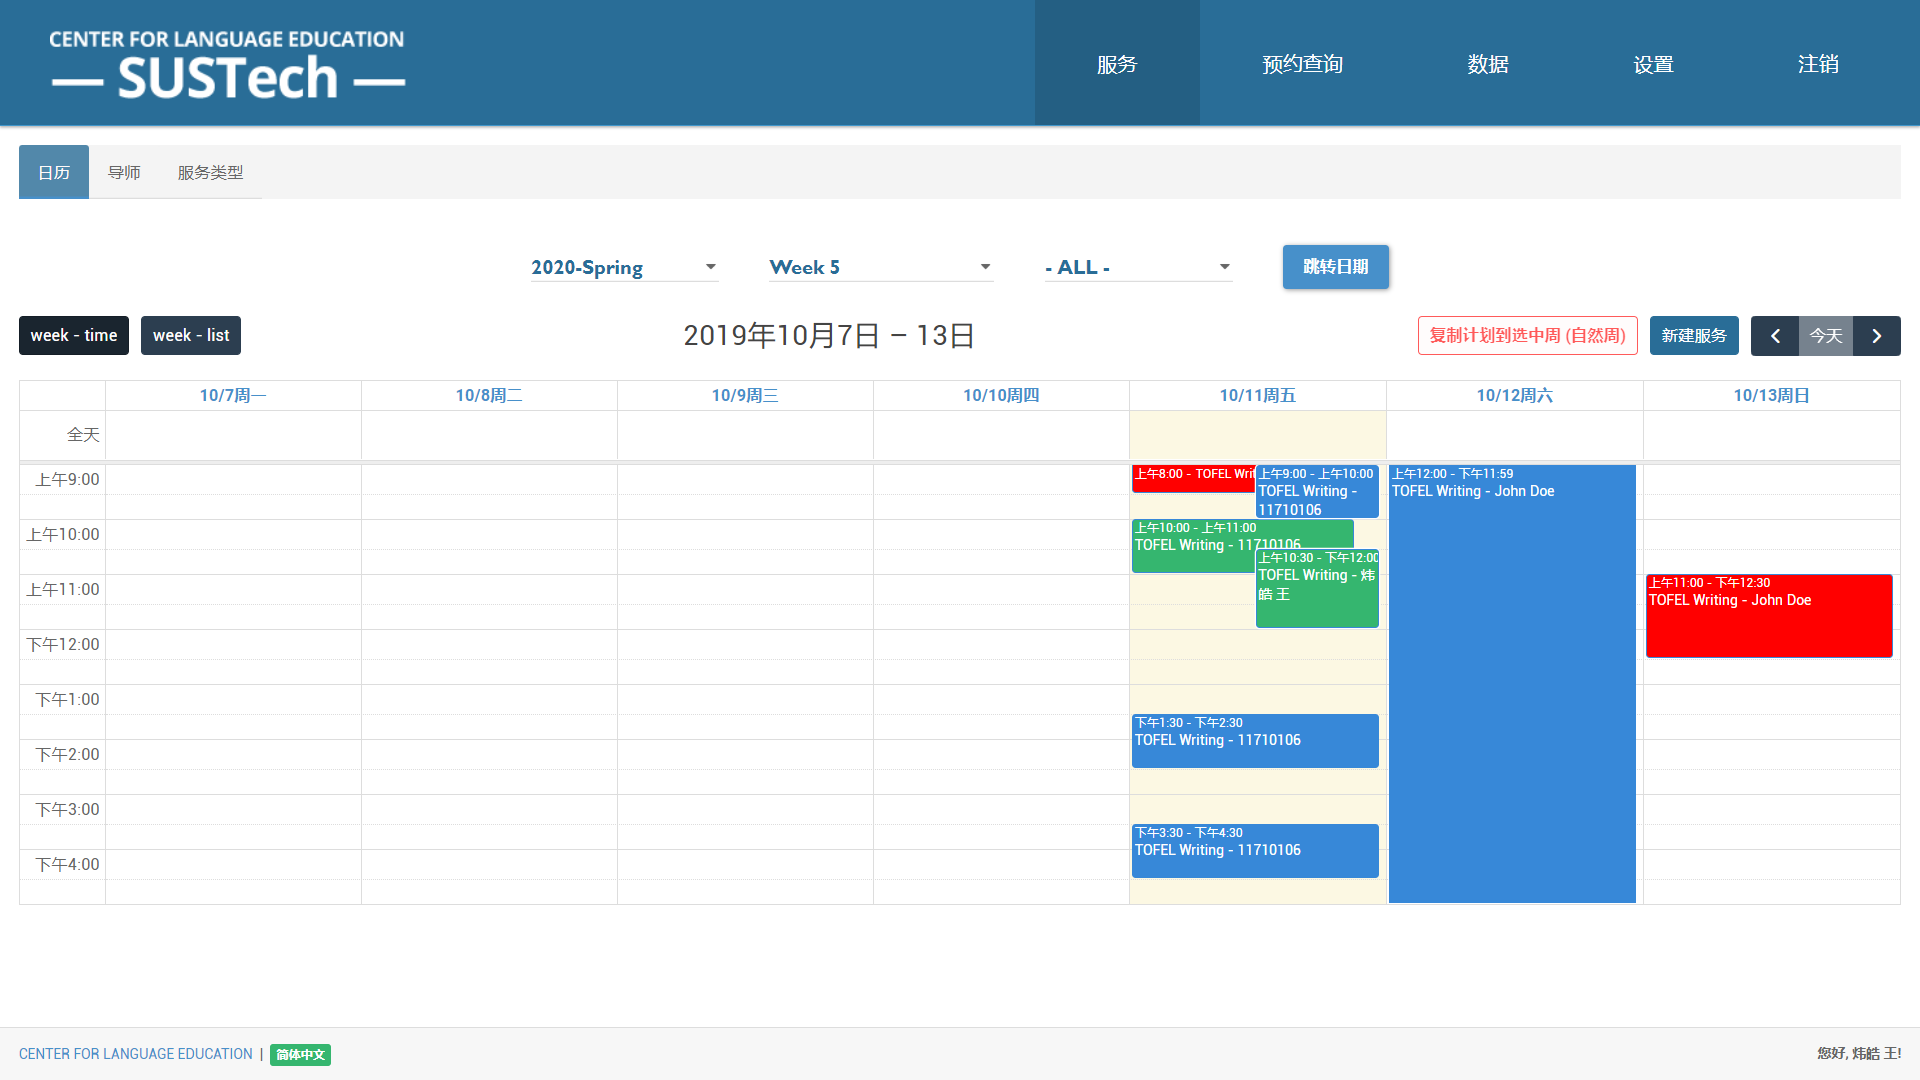 CENTER FOR LANGUAGE EDUCATION
— SUSTech —
服务
预约查询
数据
设置
注销
日历
导师
服务类型
2020-Spring
Week 5
- ALL -
跳转日期
week - time
week - list
2019年10月7日 – 13日
复制计划到选中周 (自然周)
新建服务
今天
10/7周一
10/8周二
10/9周三
10/10周四
10/11周五
10/12周六
10/13周日
全天
上午9:00
上午10:00
上午11:00
下午12:00
下午1:00
下午2:00
下午3:00
下午4:00
上午8:00 - TOFEL Writ
上午9:00 - 上午10:00
TOFEL Writing -
11710106
上午10:00 - 上午11:00
TOFEL Writing - 11710106
上午10:30 - 下午12:00
TOFEL Writing - 炜
皓 王
下午1:30 - 下午2:30
TOFEL Writing - 11710106
下午3:30 - 下午4:30
TOFEL Writing - 11710106
上午12:00 - 下午11:59
TOFEL Writing - John Doe
上午11:00 - 下午12:30
TOFEL Writing - John Doe
CENTER FOR LANGUAGE EDUCATION | 简体中文
您好, 炜皓 王!